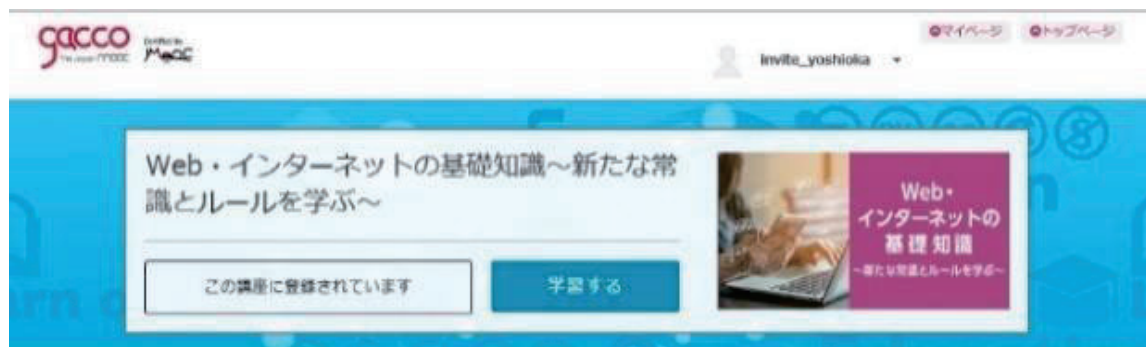 gacco
The Japan MOOC
Certified by
JMOOC
マイページ
トップページ
invite_yoshioka
Web・インターネットの基礎知識～新たな常
識とルールを学ぶ～
この講座に登録されています
学習する
Web・
インターネットの
基礎知識
～新たな常識とルールを学ぶ～